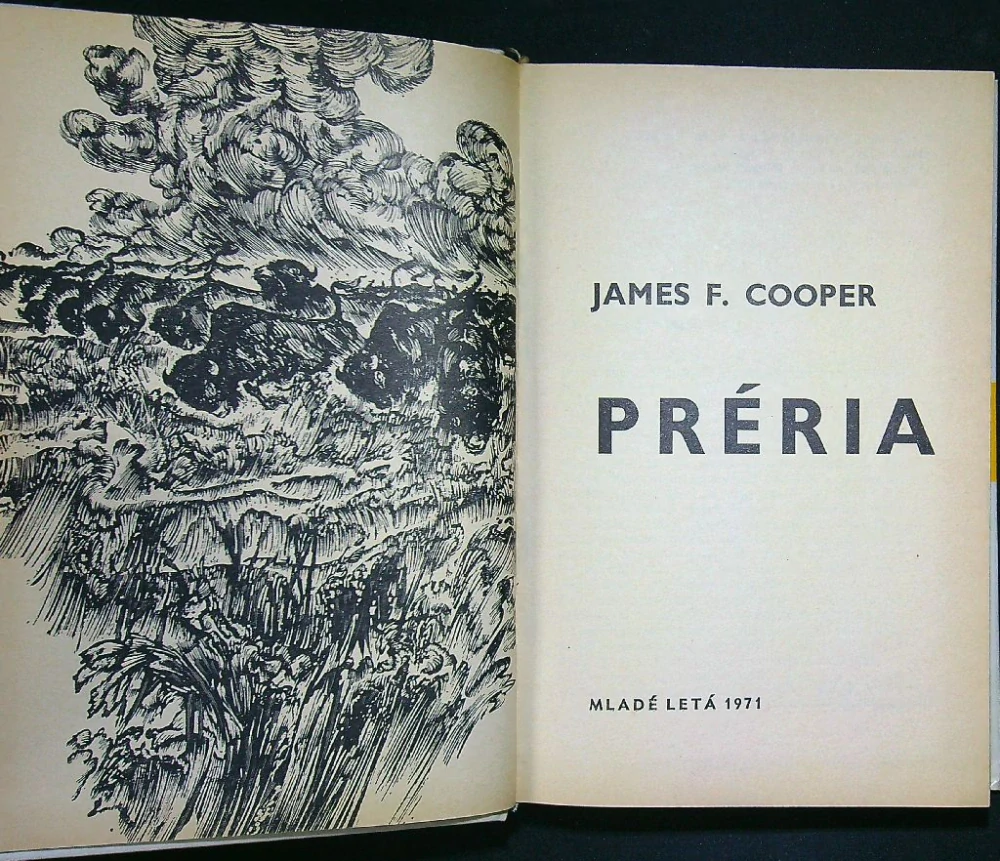 JAMES F. COOPER
PRÉRIA
MLADÉ LETÁ 1971